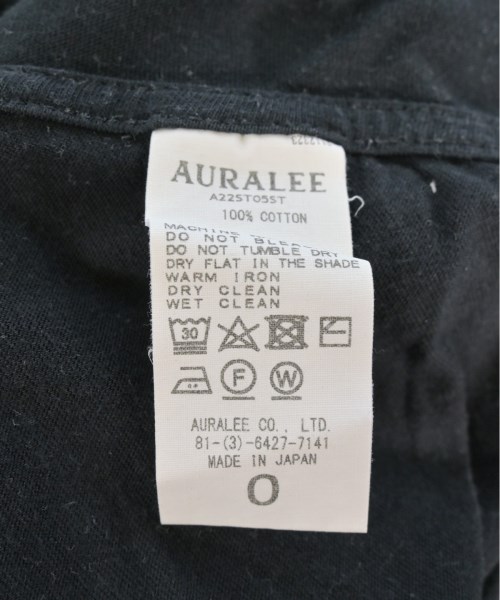 AURALEE
A22ST05ST
100% COTTON
DO NOT BLEA
DO NOT TUMBLE DRY
DRY FLAT IN THE SHADE
WARM IRON
DRY CLEAN
WET CLEAN
30
F W
AURALEE CO., LTD.
81-(3)-6427-7141
MADE IN JAPAN
0